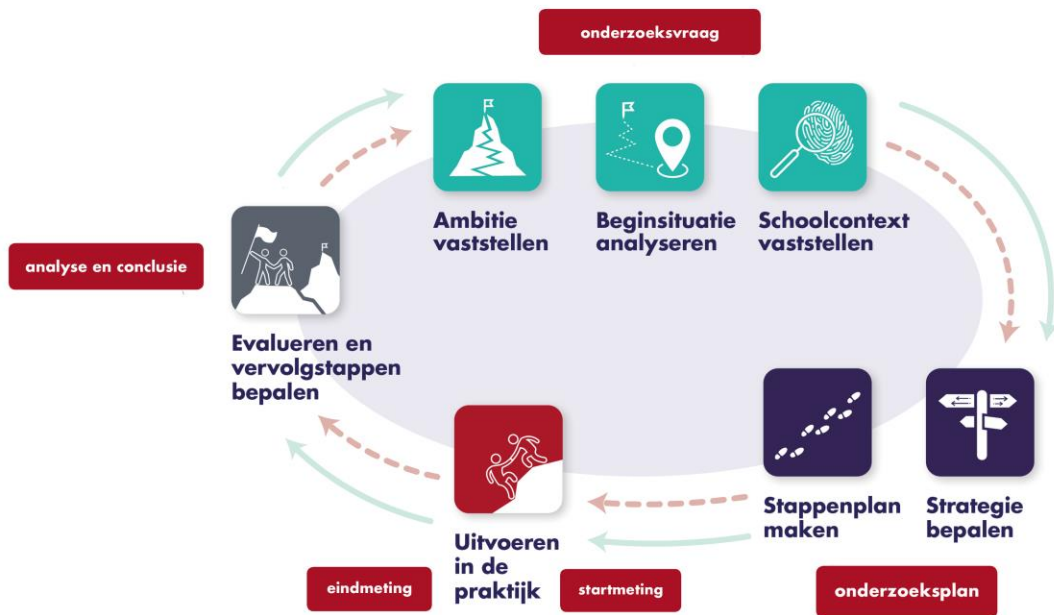 onderzoeksvraag
Ambitie
vaststellen
Beginsituatie
analyseren
Schoolcontext
vaststellen
analyse en conclusie
Evalueren en
vervolgstappen
bepalen
Stappenplan
maken
Strategie
bepalen
Uitvoeren
in de
praktijk
eindmeting
startmeting
onderzoeksplan